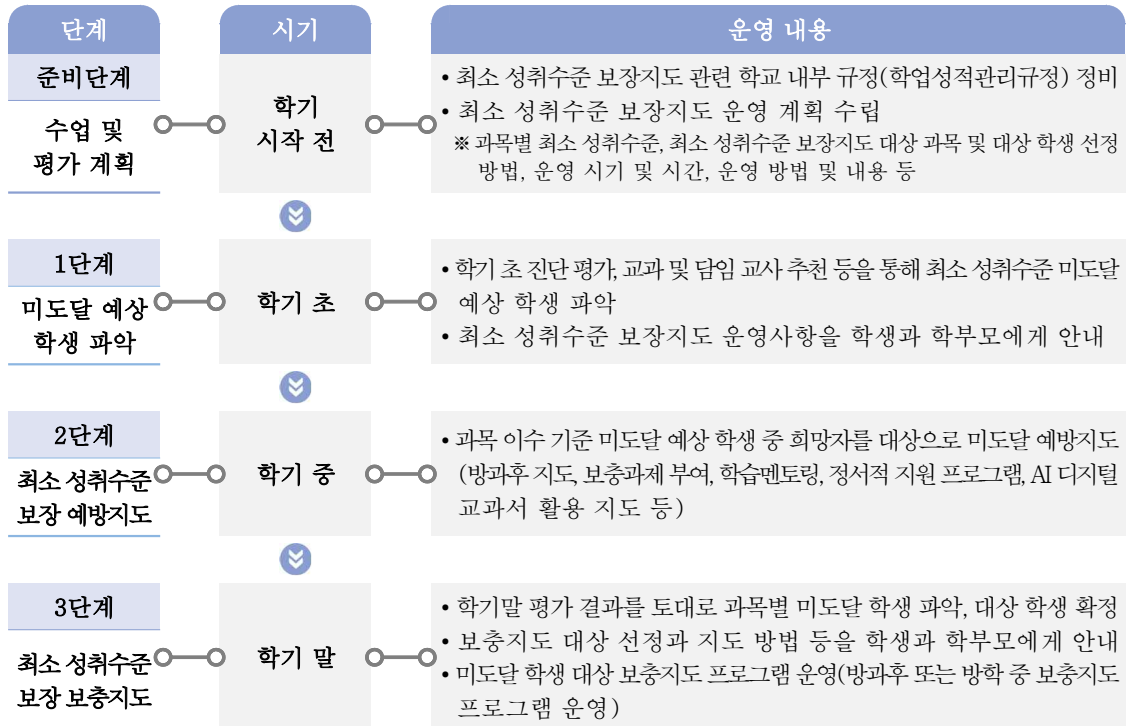 단계 시기 운영 내용
준비단계
수업 및
평가 계획
학기
시작 전
• 최소 성취수준 보장지도 관련 학교 내부 규정(학업성적관리규정) 정비
• 최소 성취수준 보장지도 운영 계획 수립
※ 과목별 최소 성취수준, 최소 성취수준 보장지도 대상 과목 및 대상 학생 선정
방법, 운영 시기 및 시간, 운영 방법 및 내용 등
1단계
미도달 예상
학생 파악
학기 초
• 학기 초 진단 평가, 교과 및 담임 교사 추천 등을 통해 최소 성취수준 미도달
예상 학생 파악
• 최소 성취수준 보장지도 운영사항을 학생과 학부모에게 안내
2단계
최소 성취수준
보장 예방지도
학기 중
• 과목 이수 기준 미도달 예상 학생 중 희망자를 대상으로 미도달 예방지도
(방과후 지도, 보충과제 부여, 학습멘토링, 정서적 지원 프로그램, AI 디지털
교과서 활용 지도 등)
3단계
최소 성취수준
보장 보충지도
학기 말
• 학기말 평가 결과를 토대로 과목별 미도달 학생 파악, 대상 학생 확정
• 보충지도 대상 선정과 지도 방법 등을 학생과 학부모에게 안내
• 미도달 학생 대상 보충지도 프로그램 운영(방과후 또는 방학 중 보충지도
프로그램 운영)